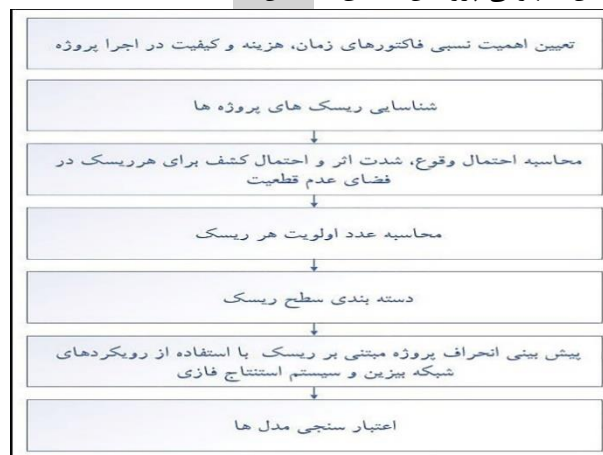 تعیین اهمیت نسبی فاکتورهای زمان، هزینه و کیفیت در اجرا پروژه
شناسایی ریسک های پروژه ها
محاسبه احتمال وقوع، شدت اثر و احتمال کشف برای هرریسک در
فضای عدم قطعیت
محاسبه عدد اولویت هر ریسک
دسته بندی سطح ریسک
پیش بینی انحراف پروژه مبتنی بر ریسک با استفاده از رویکردهای
شبکه بیزین و سیستم استنتاج فازی
اعتبار سنجی مدل ها